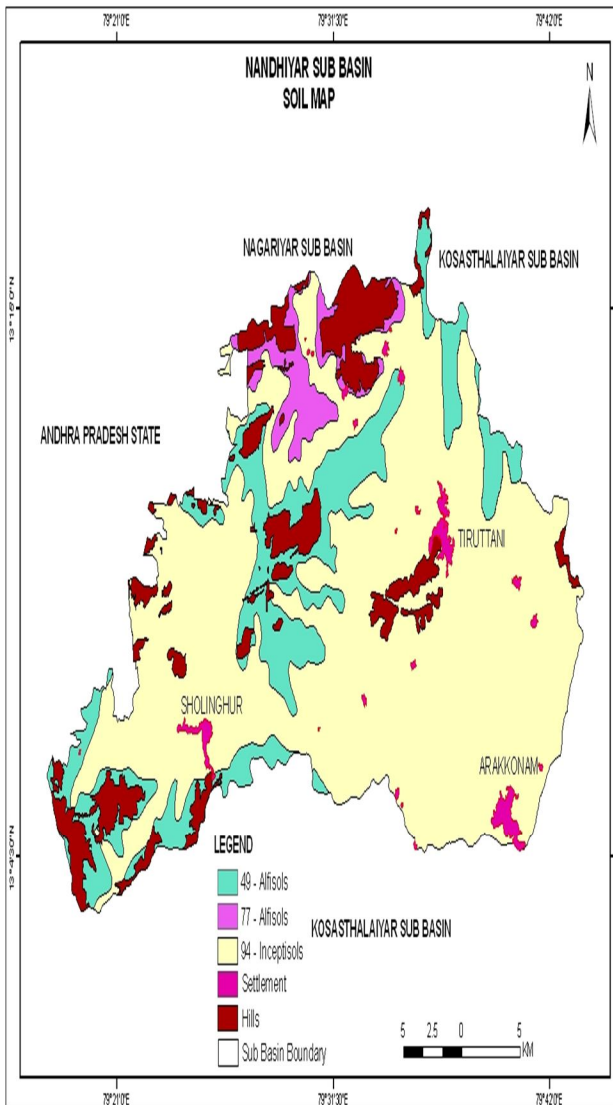 79°21'0"E
79°31'30"E
79°42'0"E
NANDHIYAR SUB BASIN
SOIL MAP
N
NAGARIYAR SUB BASIN
KOSASTHALAIYAR SUB BASIN
13°15'0"N
ANDHRA PRADESH STATE
TIRUTTANI
SHOLINGHUR
ARAKKONAM
13°4'30"N
LEGEND
49 - Alfisols
77 - Alfisols
94 - Inceptisols
Settlement
Hills
Sub Basin Boundary
KOSASTHALAIYAR SUB BASIN
5 2.5 0 5
KM
79°21'0"E
79°31'30"E
79°42'0"E